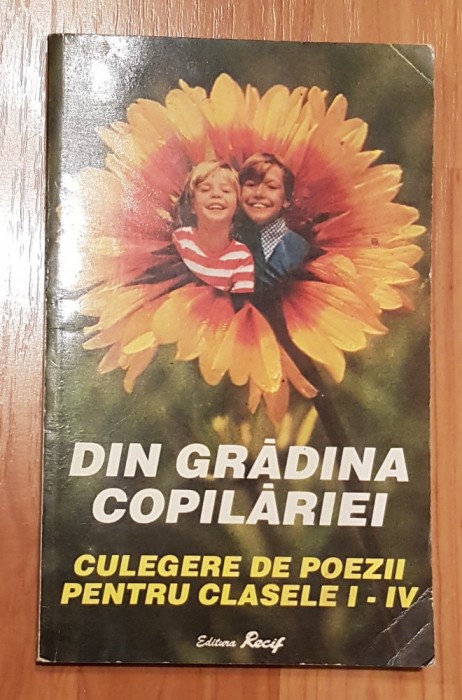 DIN GRĂDINA
COPILĂRIEI
CULEGERE DE POEZII
PENTRU CLASELE I - IV
Editura Recif